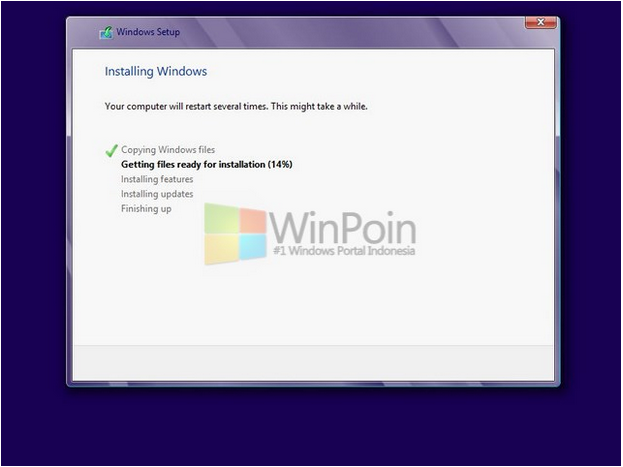 Windows Setup
Installing Windows
Your computer will restart several times. This might take a while.
Copying Windows files
Getting files ready for installation (14%)
Installing features
Installing updates
Finishing up
WinPoin
#1 Windows Portal Indonesia